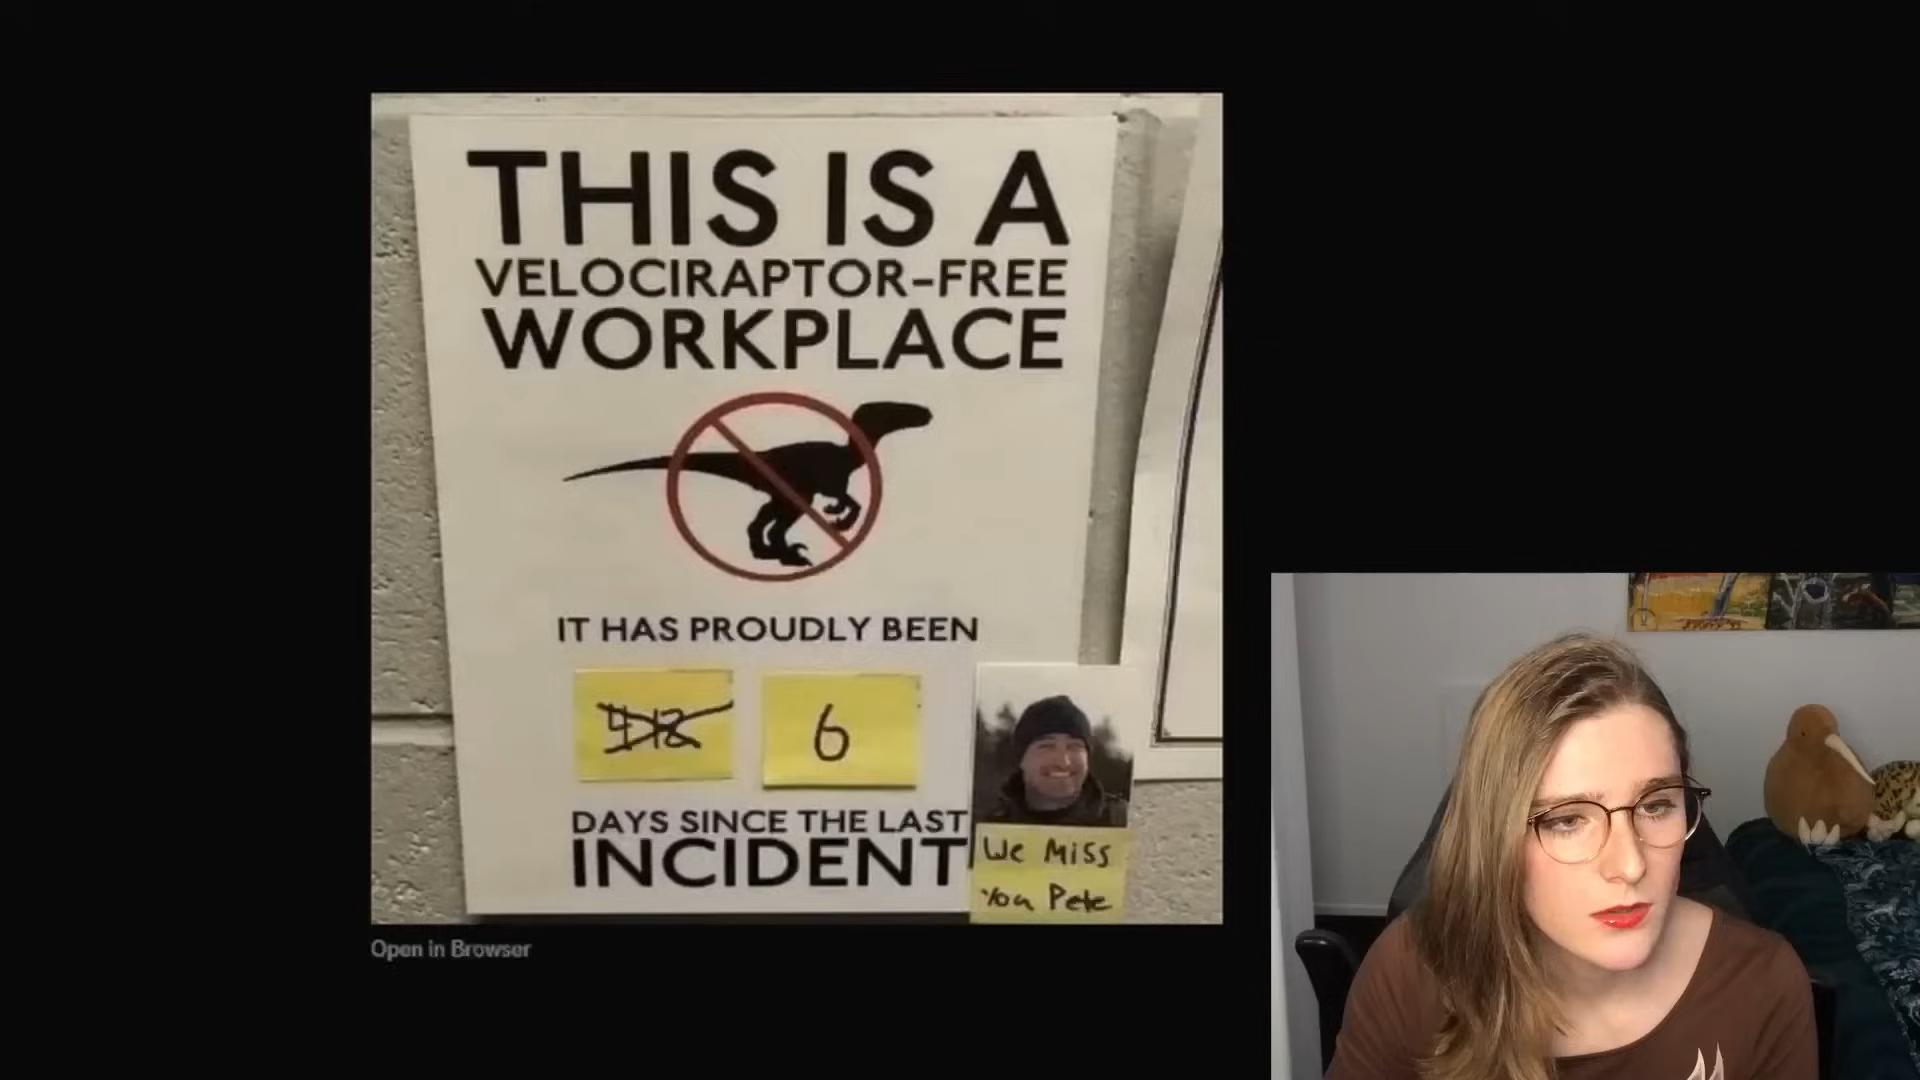 THIS IS A
VELOCIRAPTOR-FREE
WORKPLACE
IT HAS PROUDLY BEEN
412 6
DAYS SINCE THE LAST
INCIDENT
We Miss
You Pete
Open in Browser